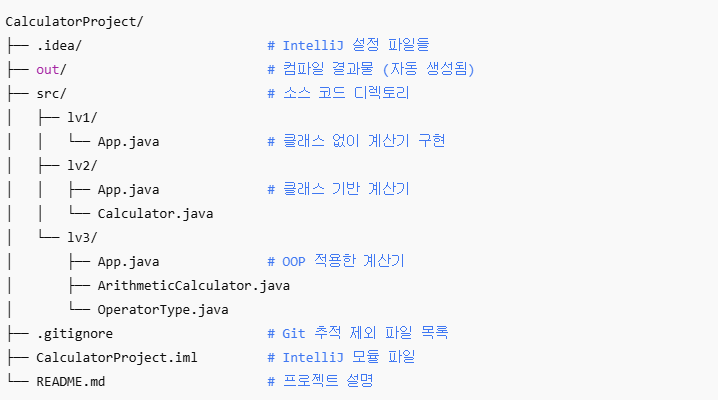 CalculatorProject/
├── .idea/                    # IntelliJ 설정 파일들
├── out/                      # 컴파일 결과물 (자동 생성됨)
├── src/                      # 소스 코드 디렉토리
│   ├── lv1/
│   │   └── App.java          # 클래스 없이 계산기 구현
│   ├── lv2/
│   │   ├── App.java          # 클래스 기반 계산기
│   │   └── Calculator.java
│   └── lv3/
│       ├── App.java          # OOP 적용한 계산기
│       ├── ArithmeticCalculator.java
│       └── OperatorType.java
├── .gitignore                # Git 추적 제외 파일 목록
├── CalculatorProject.iml     # IntelliJ 모듈 파일
└── README.md                 # 프로젝트 설명